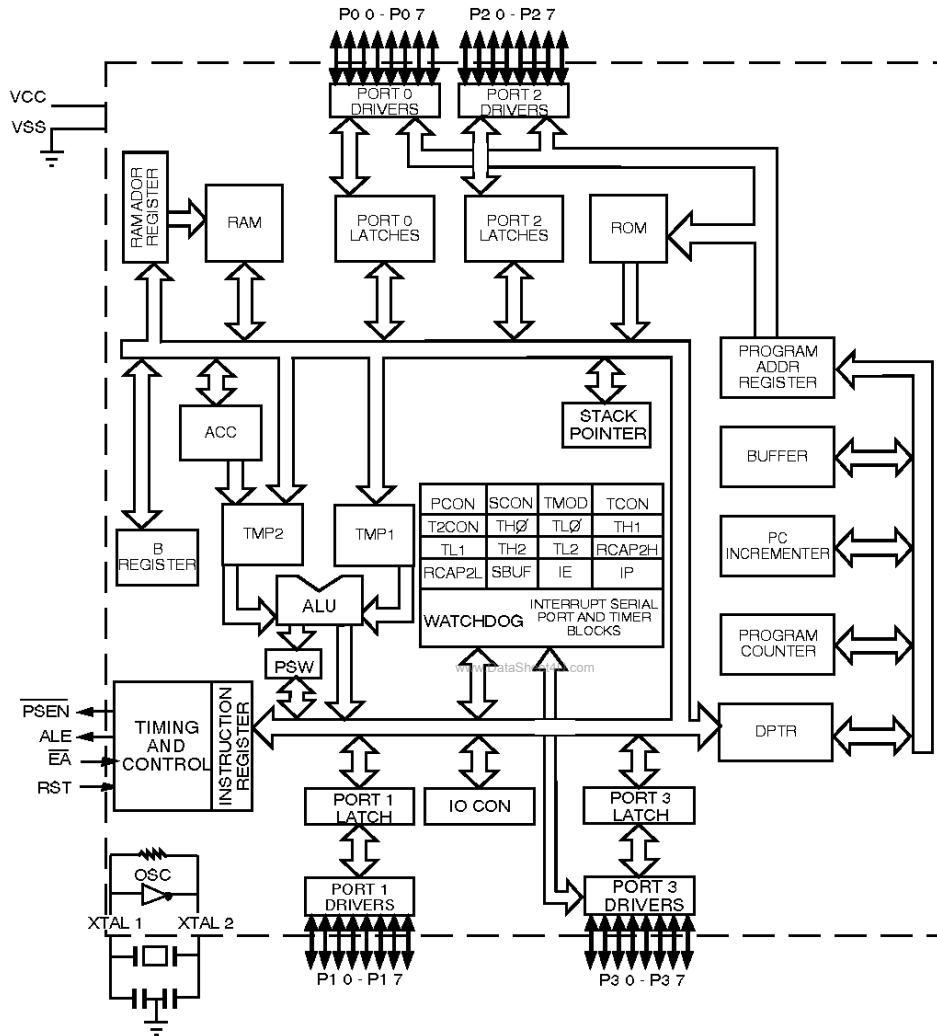 P0 0 - P0 7
P2 0 - P2 7
PORT 0
DRIVERS
PORT 2
DRIVERS
VCC
VSS
RAM ADDR
REGISTER
RAM
PORT 0
LATCHES
PORT 2
LATCHES
ROM
PROGRAM
ADDR
REGISTER
STACK
POINTER
ACC
BUFFER
PCON SCON TMOD TCON
T2CON THØ TLØ TH1
TL1 TH2 TL2 RCAP2H
RCAP2L SBUF IE IP
WATCHDOG
INTERRUPT SERIAL
PORT AND TIMER
BLOCKS
TMP2
TMP1
B
REGISTER
PC
INCREMENTER
ALU
PSW
PROGRAM
COUNTER
www.DataSheet4U.com
PSEN
ALE
EA
RST
TIMING
AND
CONTROL
INSTRUCTION
REGISTER
DPTR
PORT 1
LATCH
IO CON
PORT 3
LATCH
OSC
PORT 1
DRIVERS
PORT 3
DRIVERS
XTAL 1
XTAL 2
P1 0 - P1 7
P3 0 - P3 7